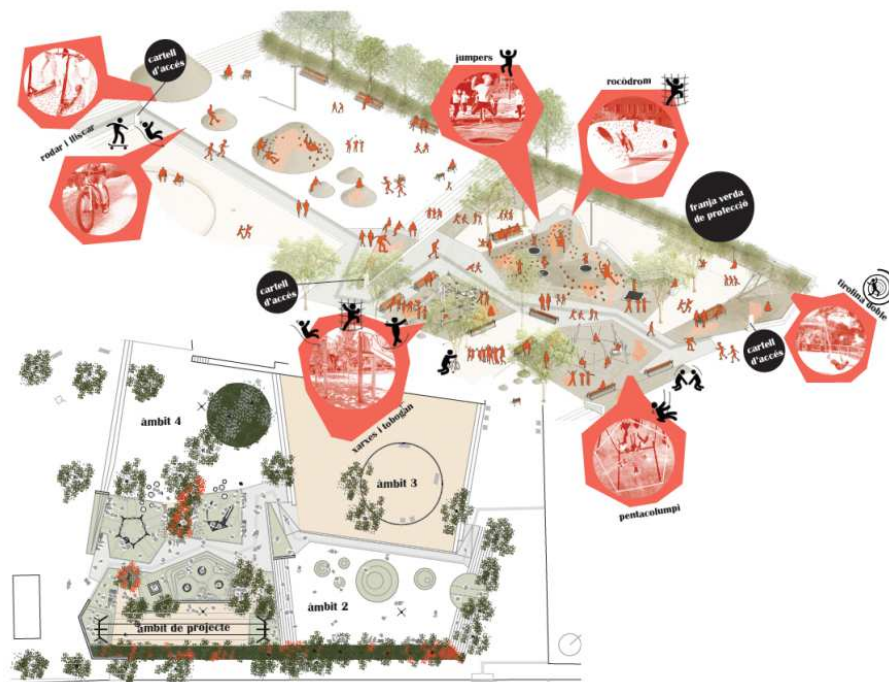 jumpers
rocòdrom
cartell
d'accés
rodar i lliscar
franja verda
de protecció
cartell
d'accés
tirolina doble
cartell
d'accés
xarxes i tobogan
pentacolumpi
àmbit 4
àmbit 3
àmbit 2
àmbit de projecte